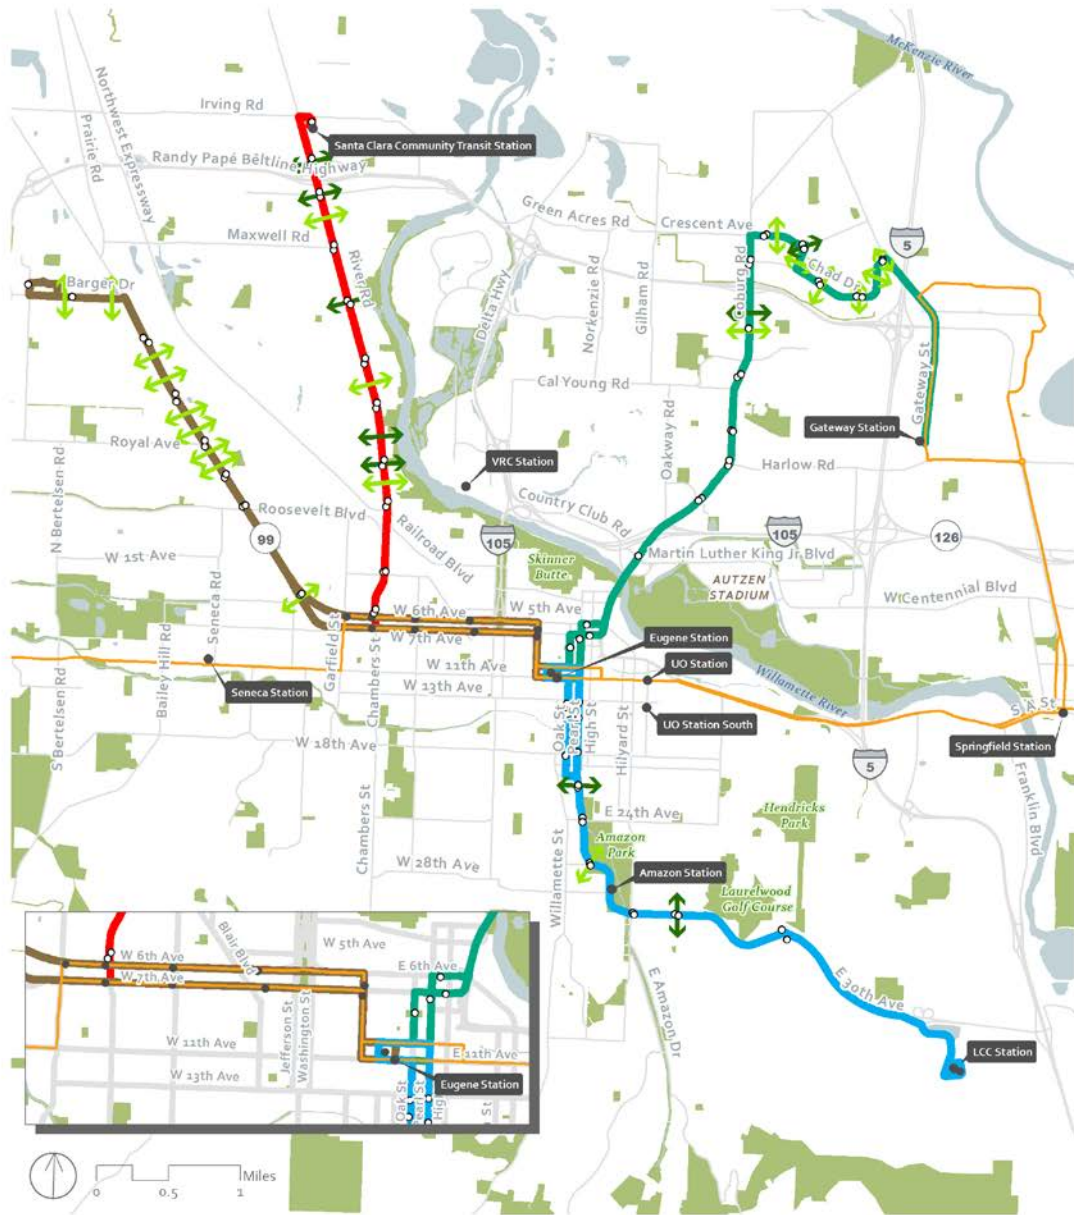 McKenzie River
Irving Rd
Northwest Expressway
Prairie Rd
Santa Clara Community Transit Station
Randy Papé Beltline Highway
Green Acres Rd
Crescent Ave
5
Maxwell Rd
River Rd
Delta Hwy
Norkenzie Rd
Gilham Rd
Coburg Rd
Chad Dr
Barger Dr
Gateway St
Cal Young Rd
Oakway Rd
Gateway Station
Royal Ave
N Bertelsen Rd
VRC Station
Harlow Rd
Roosevelt Blvd
Railroad Blvd
Country Club Rd
99
105
105
126
W 1st Ave
Seneca Rd
Skinner
Butte
Martin Luther King Jr Blvd
AUTZEN
STADIUM
W Centennial Blvd
W 6th Ave
W 5th Ave
W 7th Ave
Garfield St
Chambers St
Eugene Station
W 11th Ave
UO Station
Bailey Hill Rd
Seneca Station
W 13th Ave
Willamette River
S A St
S Bertelsen Rd
Oak St
Pearl St
High St
Hilyard St
UO Station South
W 18th Ave
5
Springfield Station
Franklin Blvd
Chambers St
E 24th Ave
Hendricks
Park
Amazon
Park
W 28th Ave
Willamette St
Amazon Station
Laurelwood
Golf Course
E Amazon Dr
E 30th Ave
LCC Station
Blair Blvd
W 5th Ave
W 6th Ave
W 7th Ave
E 6th Ave
Jefferson St
Washington St
W 11th Ave
E 11th Ave
W 13th Ave
Eugene Station
Oak St
Pearl St
High
St
0
0.5
1
Miles